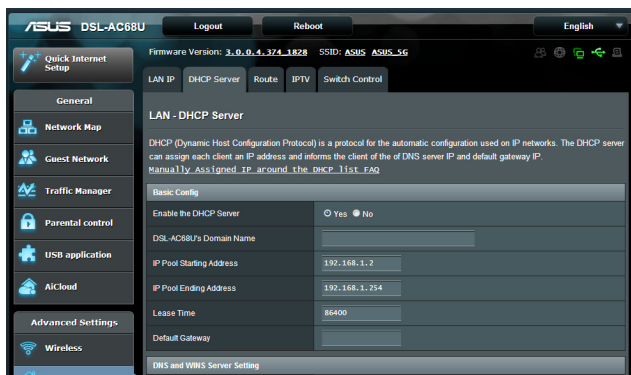 ASUS DSL-AC68U Logout Reboot English
Quick Internet Setup
General
Network Map
Guest Network
Traffic Manager
Parental control
USB application
AiCloud
Advanced Settings
Wireless
Firmware Version: 3.0.0.4.374_1828 SSID: ASUS ASUS_5G
LAN IP DHCP Server Route IPTV Switch Control
LAN - DHCP Server
DHCP (Dynamic Host Configuration Protocol) is a protocol for the automatic configuration used on IP networks. The DHCP server
can assign each client an IP address and informs the client of the of DNS server IP and default gateway IP.
Manually Assigned IP around the DHCP list FAQ
Basic Config
Enable the DHCP Server Yes No
DSL-AC68U's Domain Name
IP Pool Starting Address 192.168.1.2
IP Pool Ending Address 192.168.1.254
Lease Time 86400
Default Gateway
DNS and WINS Server Setting